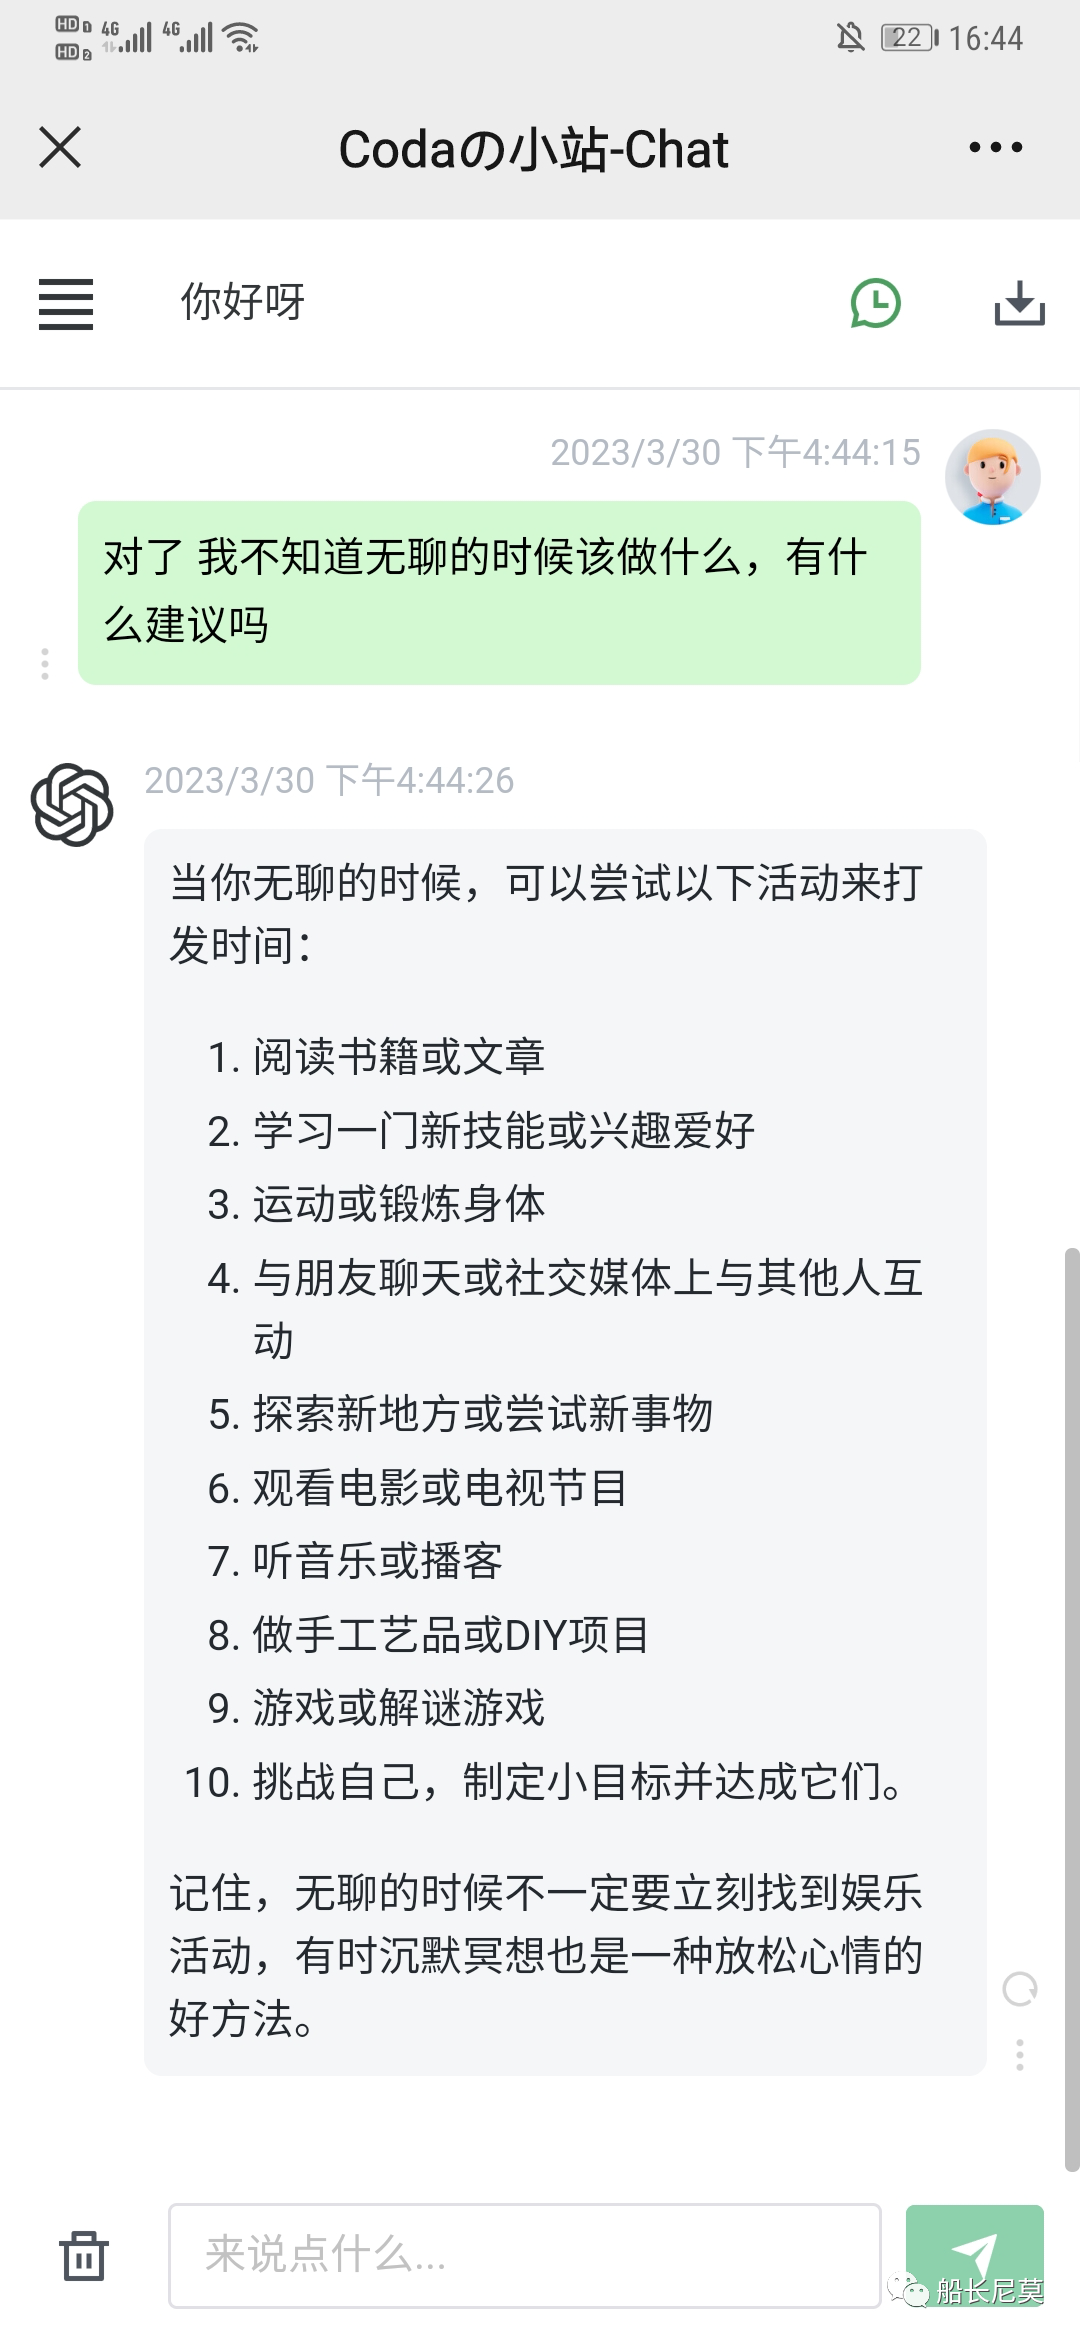 HD 1 4G 4G
HD 2
22 16:44
Codaの小站-Chat
你好呀
2023/3/30 下午4:44:15
对了 我不知道无聊的时候该做什么，有什
么建议吗
2023/3/30 下午4:44:26
当你无聊的时候，可以尝试以下活动来打
发时间：
1. 阅读书籍或文章
2. 学习一门新技能或兴趣爱好
3. 运动或锻炼身体
4. 与朋友聊天或社交媒体上与其他人互
动
5. 探索新地方或尝试新事物
6. 观看电影或电视节目
7. 听音乐或播客
8. 做手工艺品或DIY项目
9. 游戏或解谜游戏
10. 挑战自己，制定小目标并达成它们。
记住，无聊的时候不一定要立刻找到娱乐
活动，有时沉默冥想也是一种放松心情的
好方法。
来说点什么...
船长尼莫